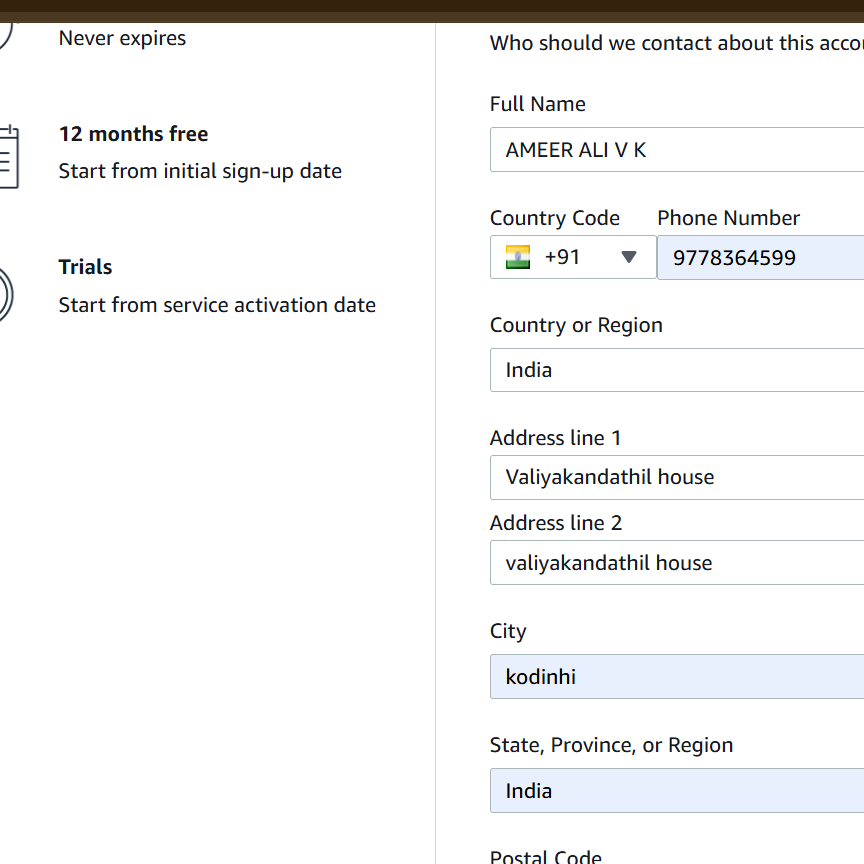 Never expires
12 months free
Start from initial sign-up date
Trials
Start from service activation date
Who should we contact about this
Full Name
AMEER ALI V K
Country Code Phone Number
+91 9778364599
Country or Region
India
Address line 1
Valiyakandathil house
Address line 2
valiyakandathil house
City
kodinhi
State, Province, or Region
India
Postal Code